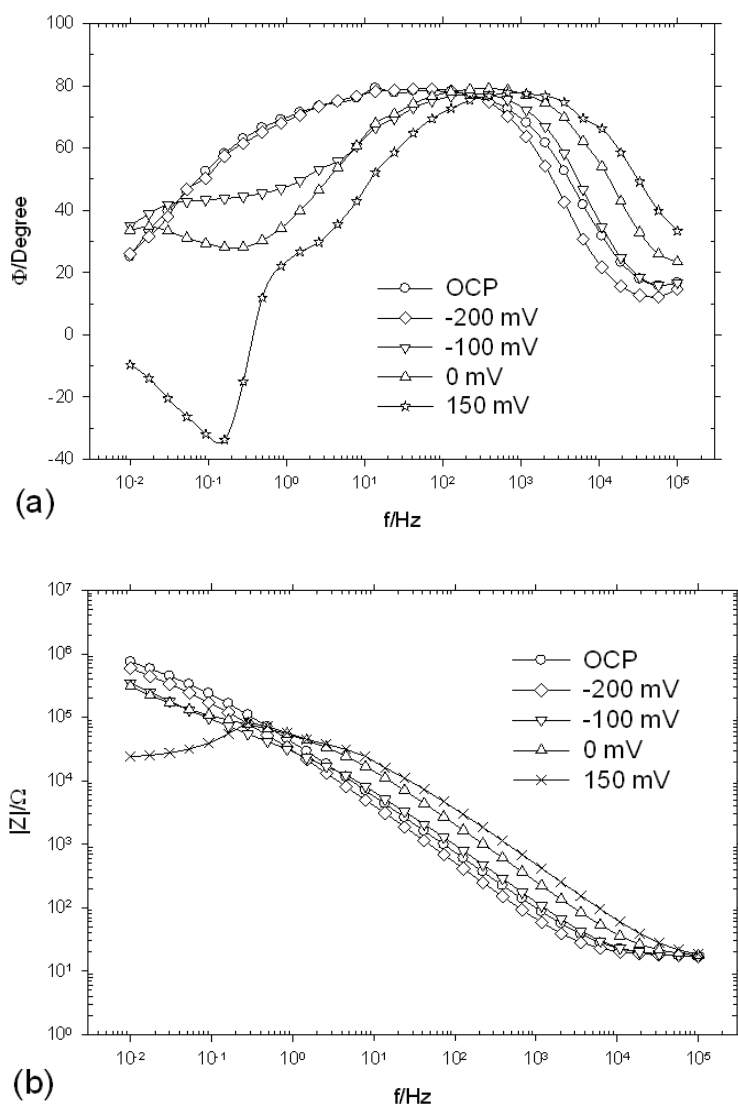 100
80
60
40
20
0
-20
-40
Φ/Degree
OCP
-200 mV
-100 mV
0 mV
150 mV
10⁻² 10⁻¹ 10⁰ 10¹ 10² 10³ 10⁴ 10⁵
f/Hz
(a)
10⁷
10⁶
10⁵
10⁴
10³
10²
10¹
10⁰
|Z|/Ω
OCP
-200 mV
-100 mV
0 mV
150 mV
10⁻² 10⁻¹ 10⁰ 10¹ 10² 10³ 10⁴ 10⁵
f/Hz
(b)